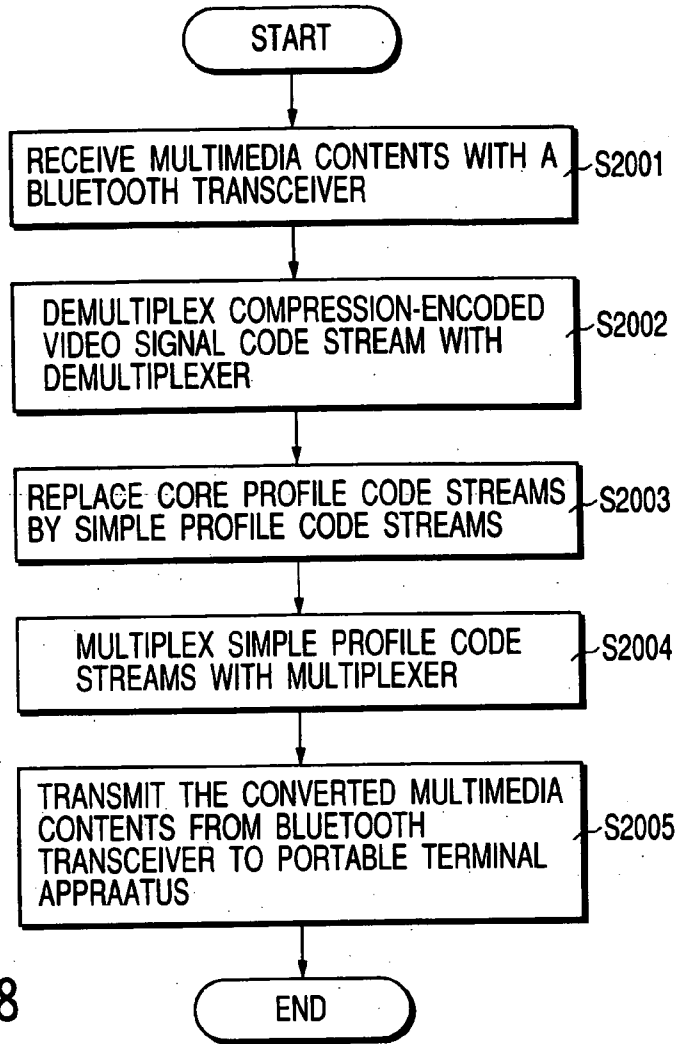 START
RECEIVE MULTIMEDIA CONTENTS WITH A
BLUETOOTH TRANSCEIVER
S2001
DEMULTIPLEX COMPRESSION-ENCODED
VIDEO SIGNAL CODE STREAM WITH
DEMULTIPLEXER
S2002
REPLACE CORE PROFILE CODE STREAMS
BY SIMPLE PROFILE CODE STREAMS
S2003
MULTIPLEX SIMPLE PROFILE CODE
STREAMS WITH MULTIPLEXER
S2004
TRANSMIT THE CONVERTED MULTIMEDIA
CONTENTS FROM BLUETOOTH
TRANSCEIVER TO PORTABLE TERMINAL
APPRAATUS
S2005
8
END